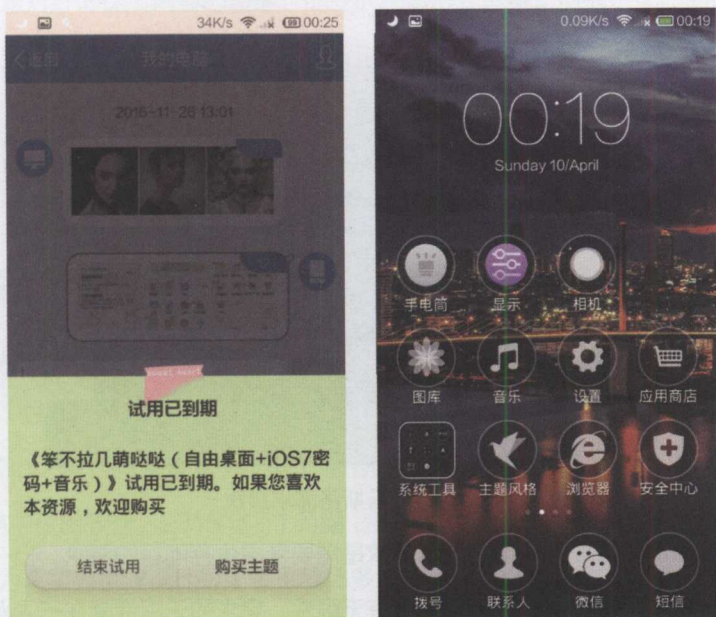 34K/s 99 00:25
返回 我的电脑
2015-11-26 13:01
试用已到期
《笨不拉几萌哒哒(自由桌面+iOS7密
码+音乐)》试用已到期。如果您喜欢
本资源,欢迎购买
结束试用 购买主题
0.09K/s 00:19
00:19
Sunday 10/April
手电筒 显示 相机
图库 音乐 设置 应用商店
系统工具 主题风格 浏览器 安全中心
拨号 联系人 微信 短信